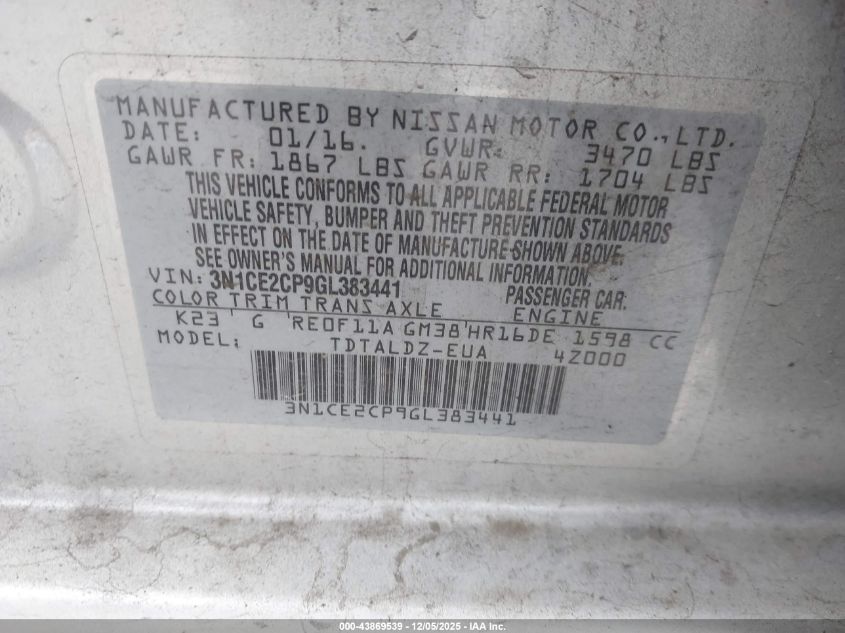 MANUFACTURED BY NISSAN MOTOR CO., LTD.
DATE: 01/16. GVWR: 3470 LBS
GAWR FR: 1867 LBS GAWR RR: 1704 LBS
THIS VEHICLE CONFORMS TO ALL APPLICABLE FEDERAL MOTOR
VEHICLE SAFETY, BUMPER AND THEFT PREVENTION STANDARDS
IN EFFECT ON THE DATE OF MANUFACTURE SHOWN ABOVE.
SEE OWNER'S MANUAL FOR ADDITIONAL INFORMATION.
VIN: 3N1CE2CP9GL383441 PASSENGER CAR:
COLOR TRIM TRANS AXLE ENGINE
K23 G RE0F11A GM38 HR16DE 1598 CC
MODEL: TDTALDZ-EUA 4Z000
3N1CE2CP9GL383441
000-43869539 - 12/05/2025 - IAA Inc.